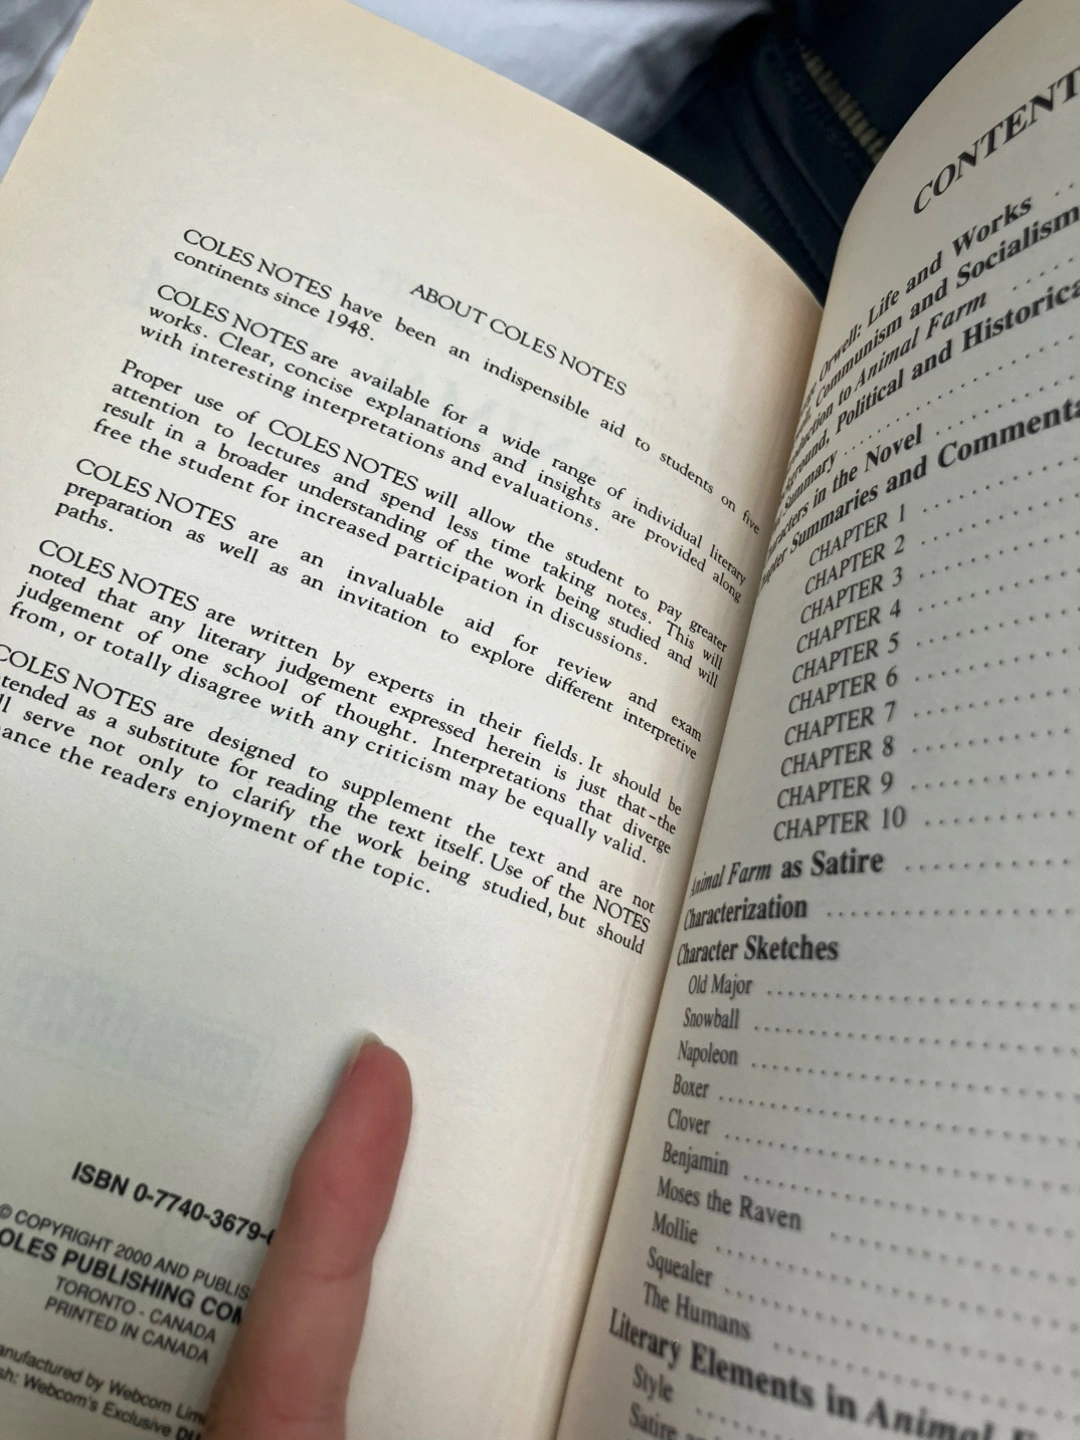 ABOUT COLES NOTES
COLES NOTES have been an indispensible aid to students on five
continents since 1948.
COLES NOTES are available for a wide range of individual literary
works. Clear, concise explanations and insights are provided along
with interesting interpretations and evaluations.
Proper use of COLES NOTES will allow the student to pay greater
attention to lectures and spend less time taking notes. This will
result in a broader understanding of the work being studied and will
free the student for increased participation in discussions.
COLES NOTES are an invaluable aid for review and exam
preparation as well as an invitation to explore different interpretive
paths.
COLES NOTES are written by experts in their fields. It should be
noted that any literary judgement expressed herein is just that–the
judgement of one school of thought. Interpretations that diverge
from, or totally disagree with any criticism may be equally valid.
COLES NOTES are designed to supplement the text and are not
as a substitute for reading the text itself. Use of the NOTES
serve not only to clarify the work being studied, but should
the readers enjoyment of the topic.
ISBN 0-7740-3679-
© COPYRIGHT 2000 AND
COLES PUBLISHING
TORONTO - CANADA
PRINTED IN CANADA
by Webcom
Webcom's Exclusive
Orwell: Life and Works
Communism and Socialism
to Animal Farm
Political and
Summary
in the Novel
Summaries and
CHAPTER 1
CHAPTER 2
CHAPTER 3
CHAPTER 4
CHAPTER 5
CHAPTER 6
CHAPTER 7
CHAPTER 8
CHAPTER 9
CHAPTER 10
Animal Farm as Satire
Characterization
Character Sketches
Old Major
Snowball
Napoleon
Boxer
Clover
Benjamin
Moses the Raven
Mollie
Squealer
The Humans
Literary Elements in Animal
Style
Satire